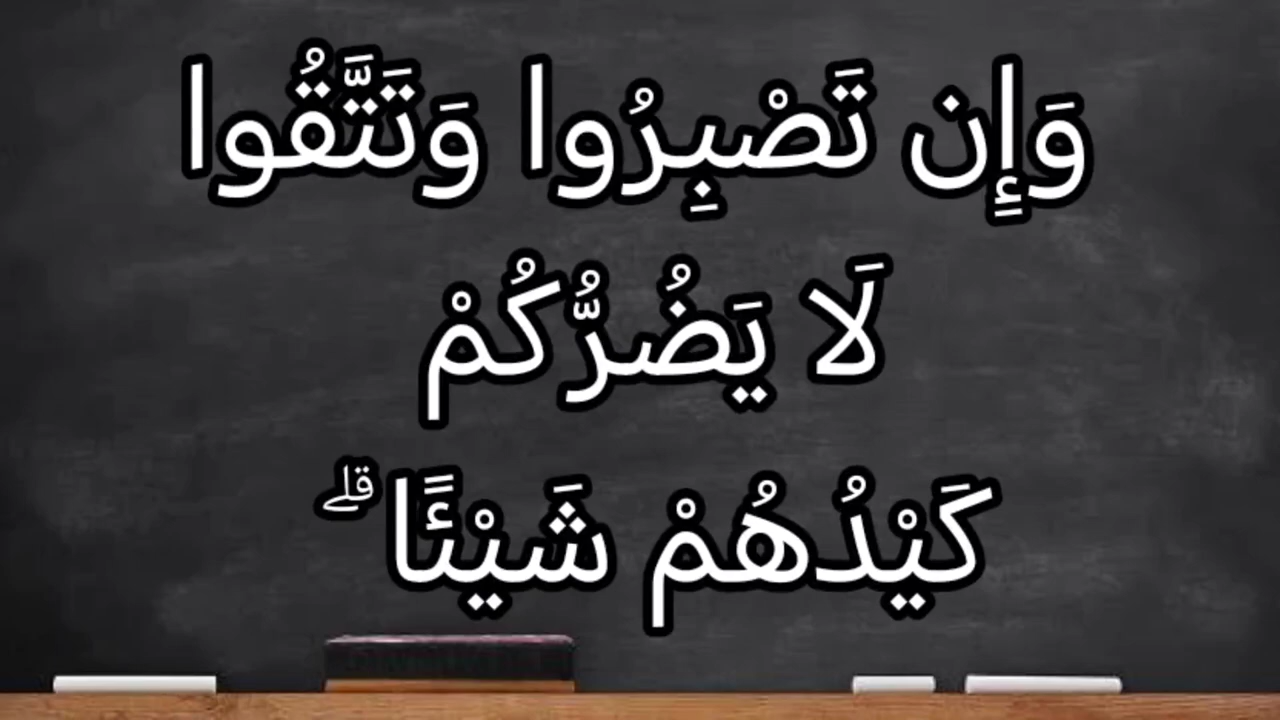 وَإِن تَصْبِرُوا وَتَتَّقُوا
لَا يَضُرُّكُمْ
كَيْدُهُمْ شَيْئًا ۗ